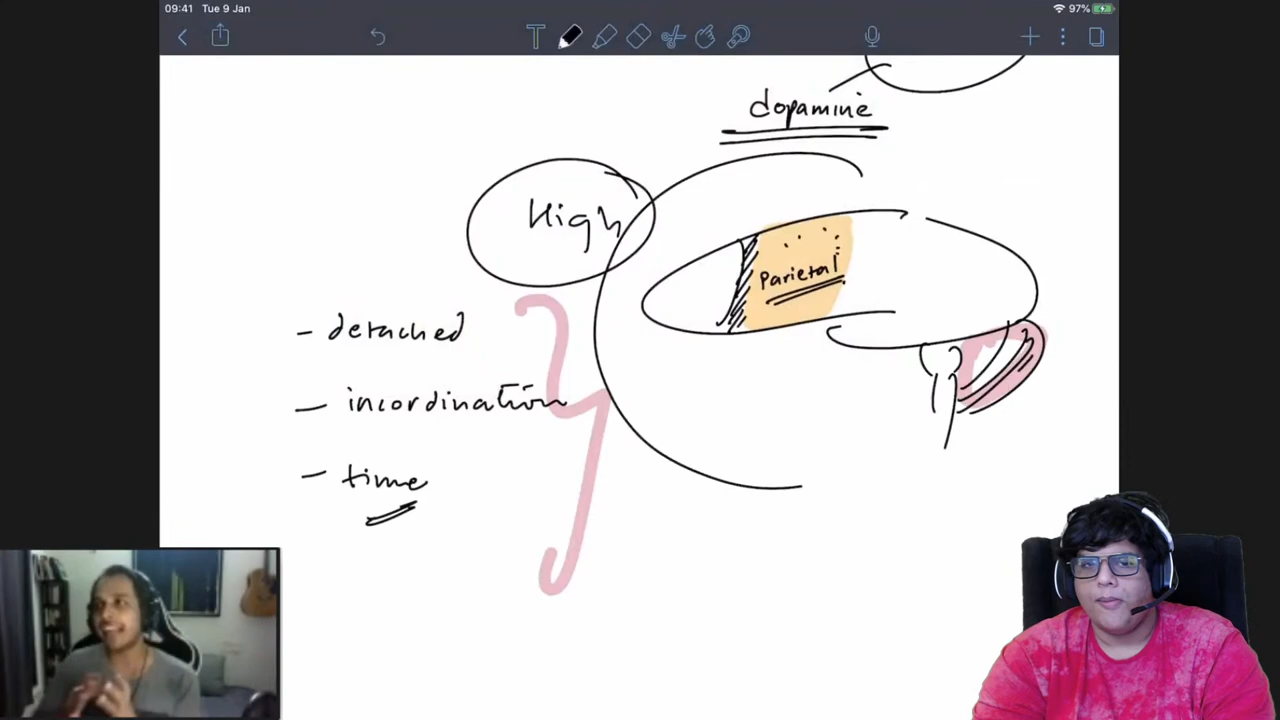 09:41 Tue 9 Jan
97%
T
dopamine
High
Parietal
- detached
- incordination
- time